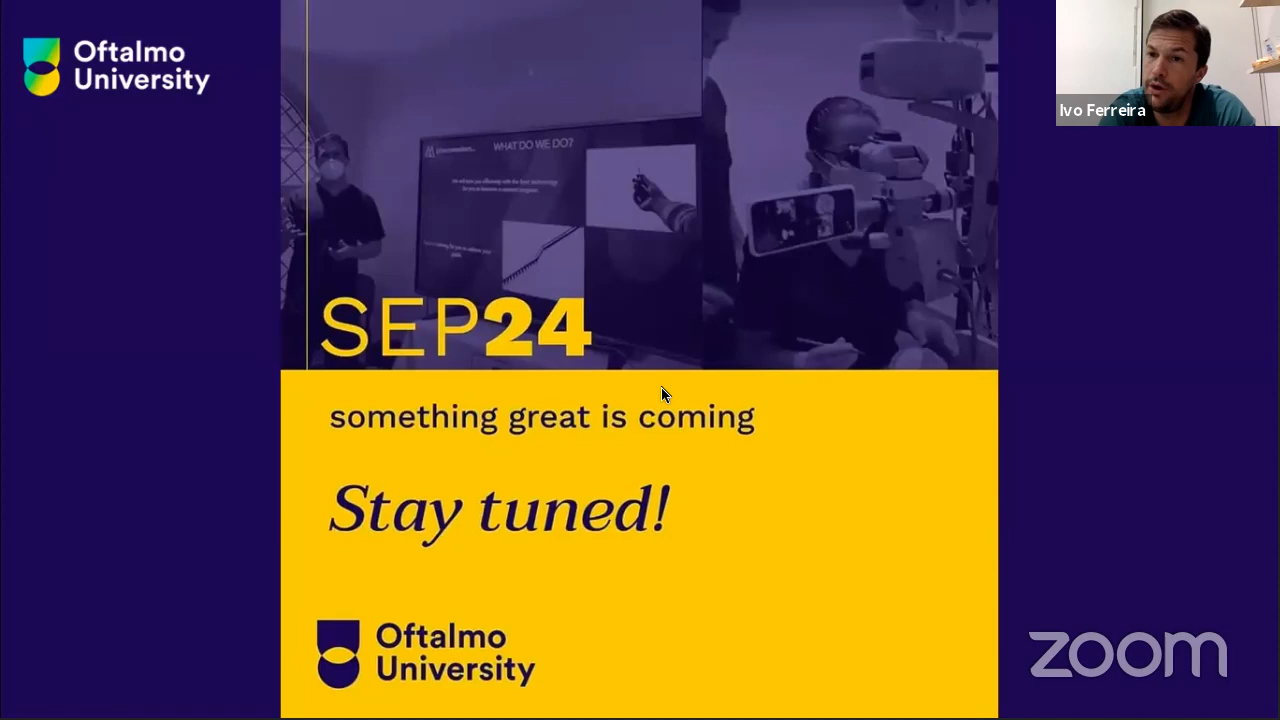 Oftalmo
University
Ivo Ferreira
WHAT DO WE DO?
SEP24
something great is coming
Stay tuned!
Oftalmo
University
zoom